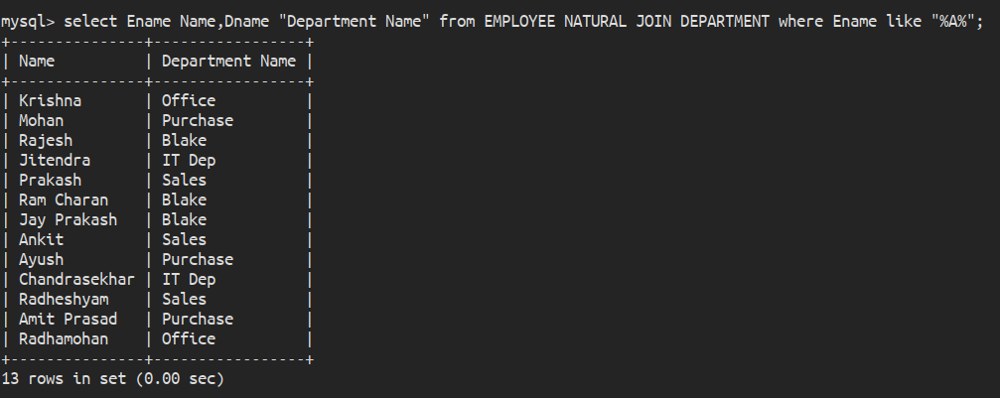 mysql> select Ename Name,Dname "Department Name" from EMPLOYEE NATURAL JOIN DEPARTMENT where Ename like "%A%";
+---------------+-----------------+
| Name          | Department Name |
+---------------+-----------------+
| Krishna       | Office          |
| Mohan         | Purchase        |
| Rajesh        | Blake           |
| Jitendra      | IT Dep          |
| Prakash       | Sales           |
| Ram Charan    | Blake           |
| Jay Prakash   | Blake           |
| Ankit         | Sales           |
| Ayush         | Purchase        |
| Chandrasekhar | IT Dep          |
| Radheshyam    | Sales           |
| Amit Prasad   | Purchase        |
| Radhamohan    | Office          |
+---------------+-----------------+
13 rows in set (0.00 sec)